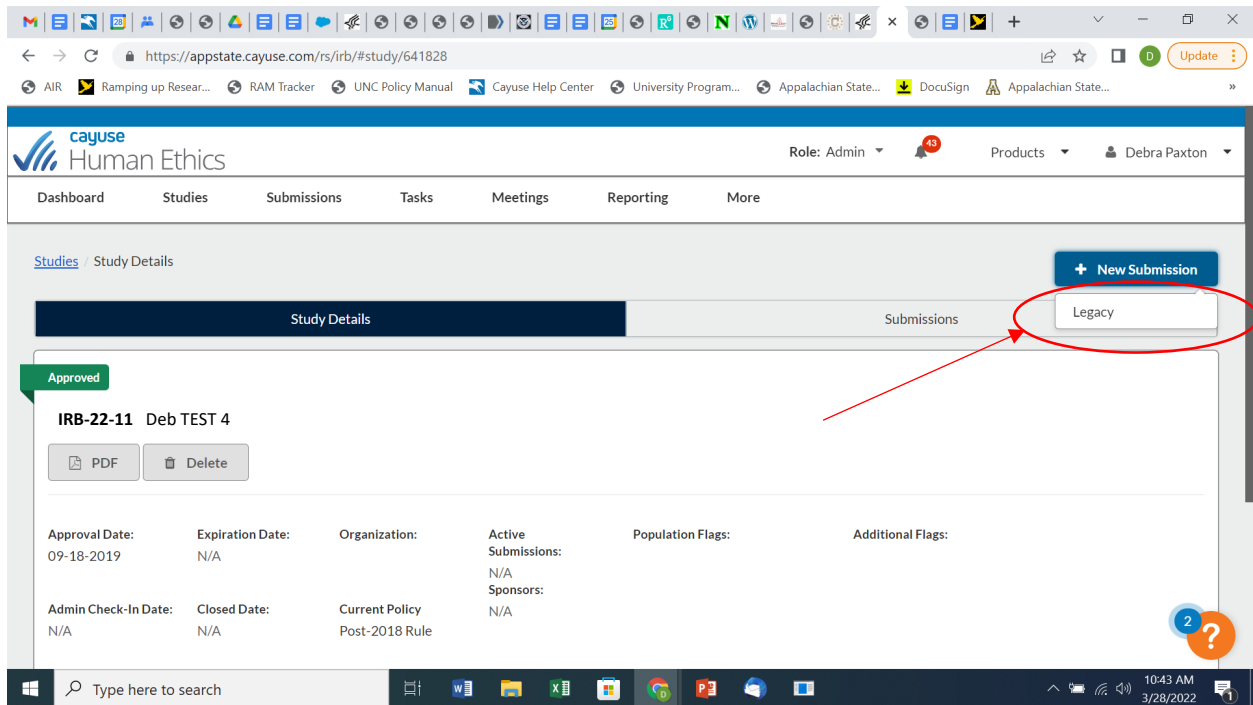 28
25
https://appstate.cayuse.com/rs/irb/#study/641828
D
Update
AIR
Ramping up Resear...
RAM Tracker
UNC Policy Manual
Cayuse Help Center
University Program...
Appalachian State...
DocuSign
Appalachian State...
»
cayuse
Human Ethics
Role: Admin
43
Products
Debra Paxton
Dashboard
Studies
Submissions
Tasks
Meetings
Reporting
More
Studies / Study Details
+ New Submission
Legacy
Study Details
Submissions
Approved
IRB-22-11 Deb TEST 4
PDF
Delete
Approval Date:
09-18-2019
Expiration Date:
N/A
Organization:
Active
Submissions:
N/A
Sponsors:
N/A
Population Flags:
Additional Flags:
Admin Check-In Date:
N/A
Closed Date:
N/A
Current Policy
Post-2018 Rule
2
?
Type here to search
10:43 AM
3/28/2022
1